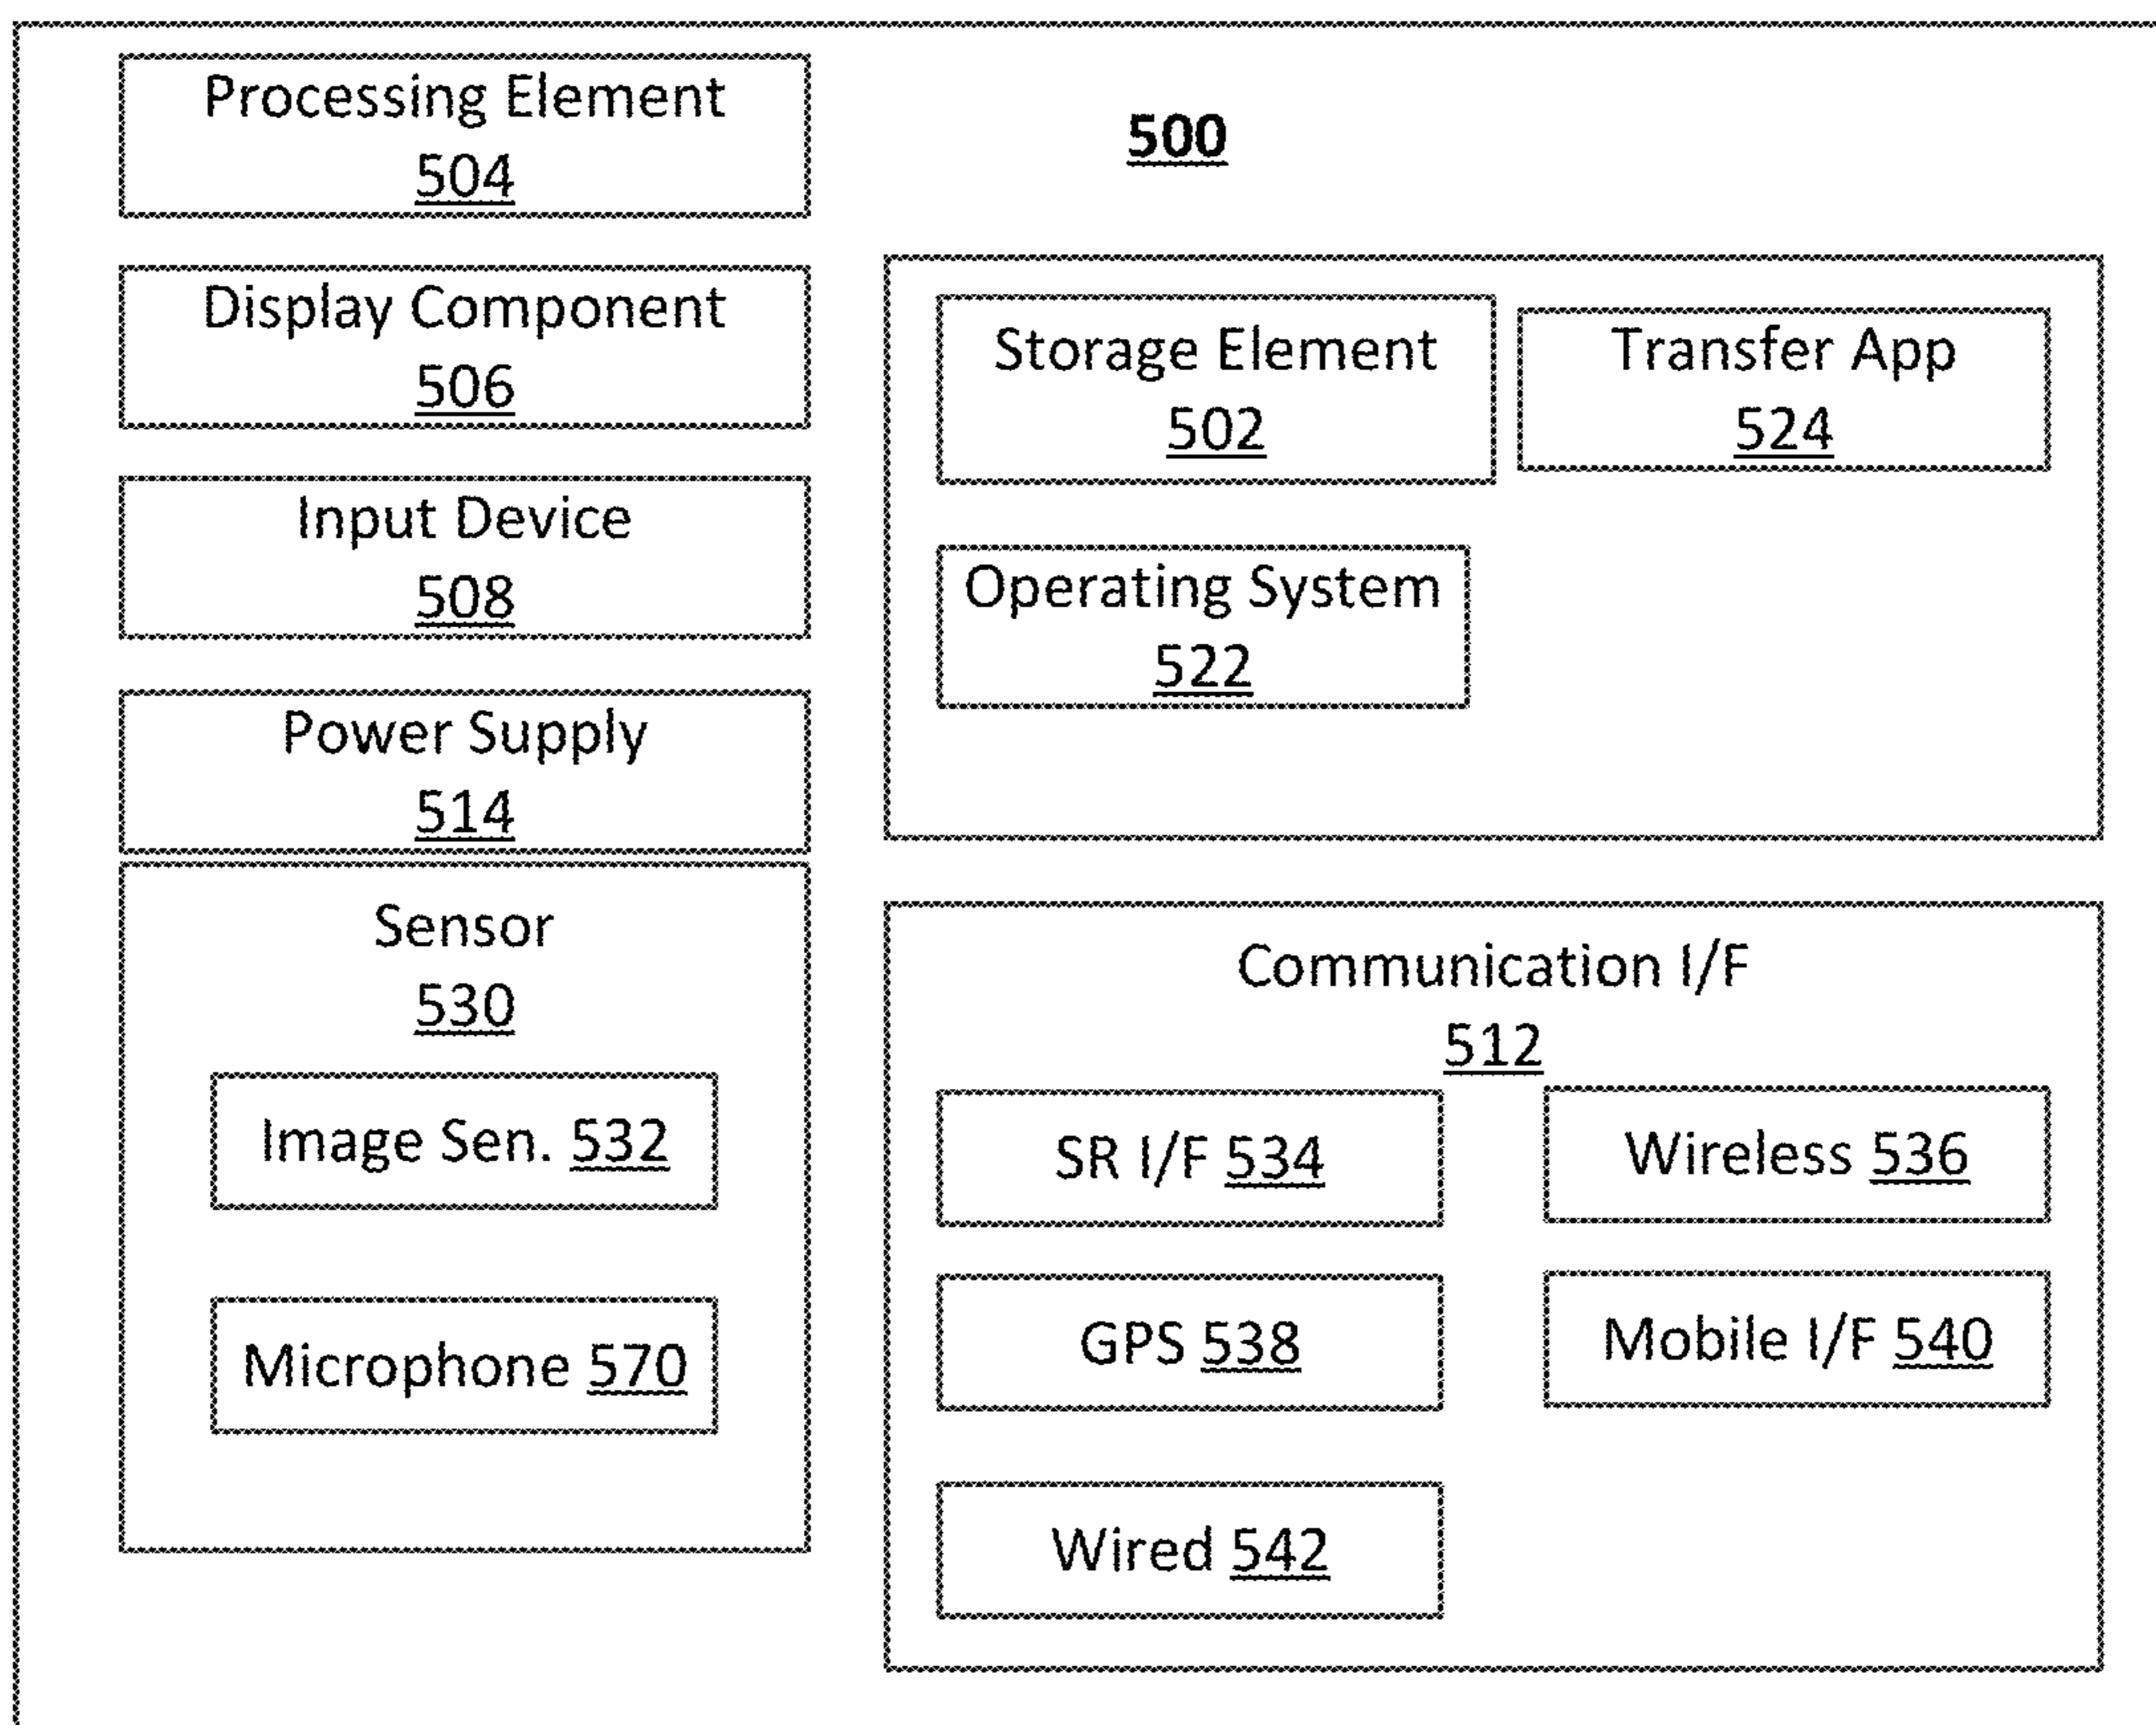 Processing Element
504
500
Display Component
506
Input Device
508
Power Supply
514
Sensor
530
Image Sen. 532
Microphone 570
Storage Element
502
Transfer App
524
Operating System
522
Communication I/F
512
SR I/F 534
Wireless 536
GPS 538
Mobile I/F 540
Wired 542